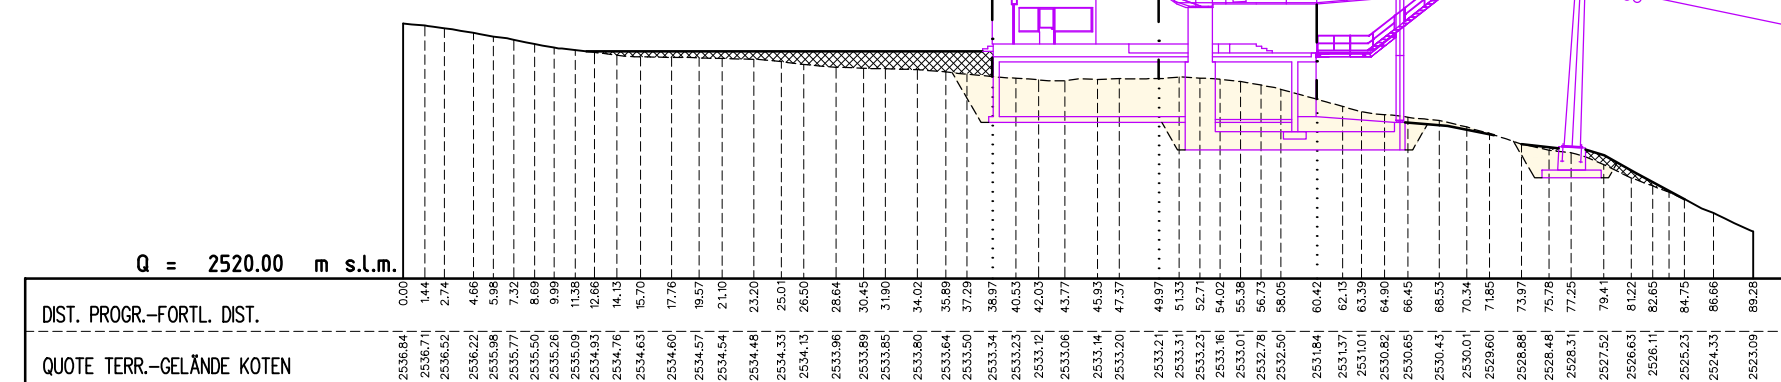 Q = 2520.00 m s.l.m.
DIST. PROGR.-FORTL. DIST. 0.00 1.44 2.74 4.66 5.98 7.32 8.69 9.99 11.38 12.66 14.13 15.70 17.76 19.57 21.10 23.20 25.01 26.50 28.64 30.45 31.90 34.02 35.89 37.29 38.97 40.53 42.03 43.77 45.93 47.37 49.97 51.33 52.71 54.02 55.38 56.73 58.05 60.42 62.13 63.39 64.90 66.45 68.53 70.34 71.85 73.97 75.78 77.25 79.41 81.22 82.65 84.75 86.66 89.28
QUOTE TERR.-GELÄNDE KOTEN 2536.84 2536.71 2536.52 2536.22 2535.98 2535.77 2535.50 2535.26 2535.09 2534.93 2534.76 2534.63 2534.60 2534.57 2534.54 2534.48 2534.33 2534.13 2533.96 2533.89 2533.85 2533.80 2533.64 2533.50 2533.34 2533.23 2533.12 2533.06 2533.14 2533.20 2533.21 2533.31 2533.23 2533.16 2533.01 2532.78 2532.50 2531.84 2531.37 2531.01 2530.82 2530.65 2530.43 2530.01 2529.60 2528.88 2528.48 2528.31 2527.52 2526.63 2526.11 2525.23 2524.33 2523.09